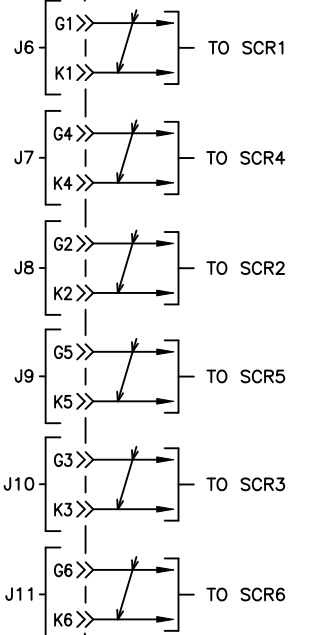 G1
J6 TO SCR1
K1
G4
J7 TO SCR4
K4
G2
J8 TO SCR2
K2
G5
J9 TO SCR5
K5
G3
J10 TO SCR3
K3
G6
J11 TO SCR6
K6